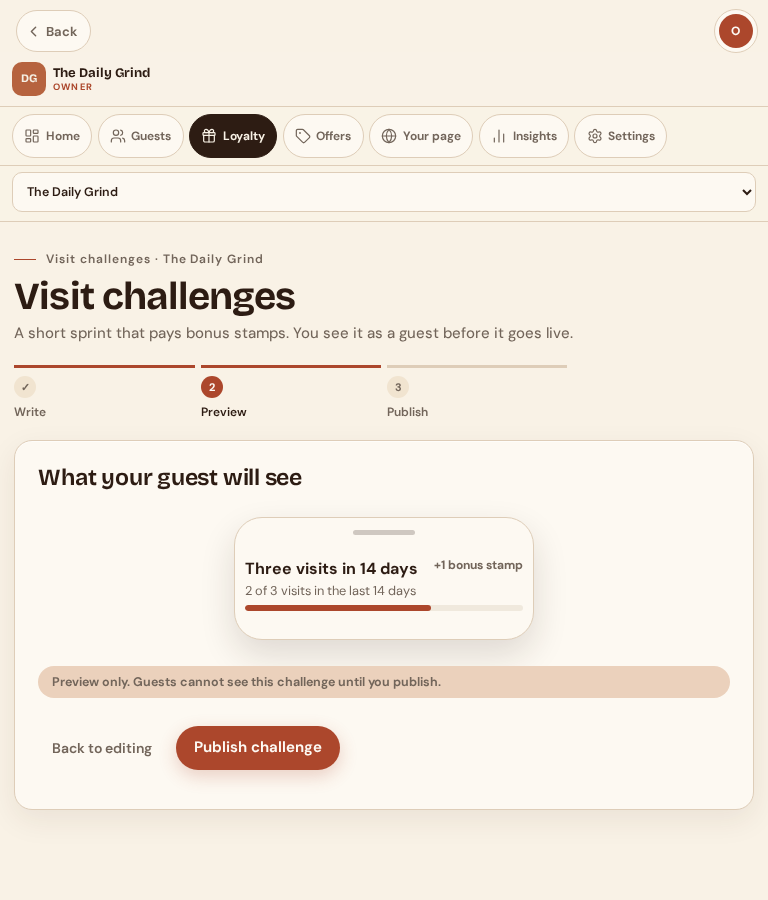 Back
O
DG
The Daily Grind
OWNER
Home
Guests
Loyalty
Offers
Your page
Insights
Settings
The Daily Grind
Visit challenges · The Daily Grind
Visit challenges
A short sprint that pays bonus stamps. You see it as a guest before it goes live.
✓
2
3
Write
Preview
Publish
What your guest will see
Three visits in 14 days
+1 bonus stamp
2 of 3 visits in the last 14 days
Preview only. Guests cannot see this challenge until you publish.
Back to editing
Publish challenge